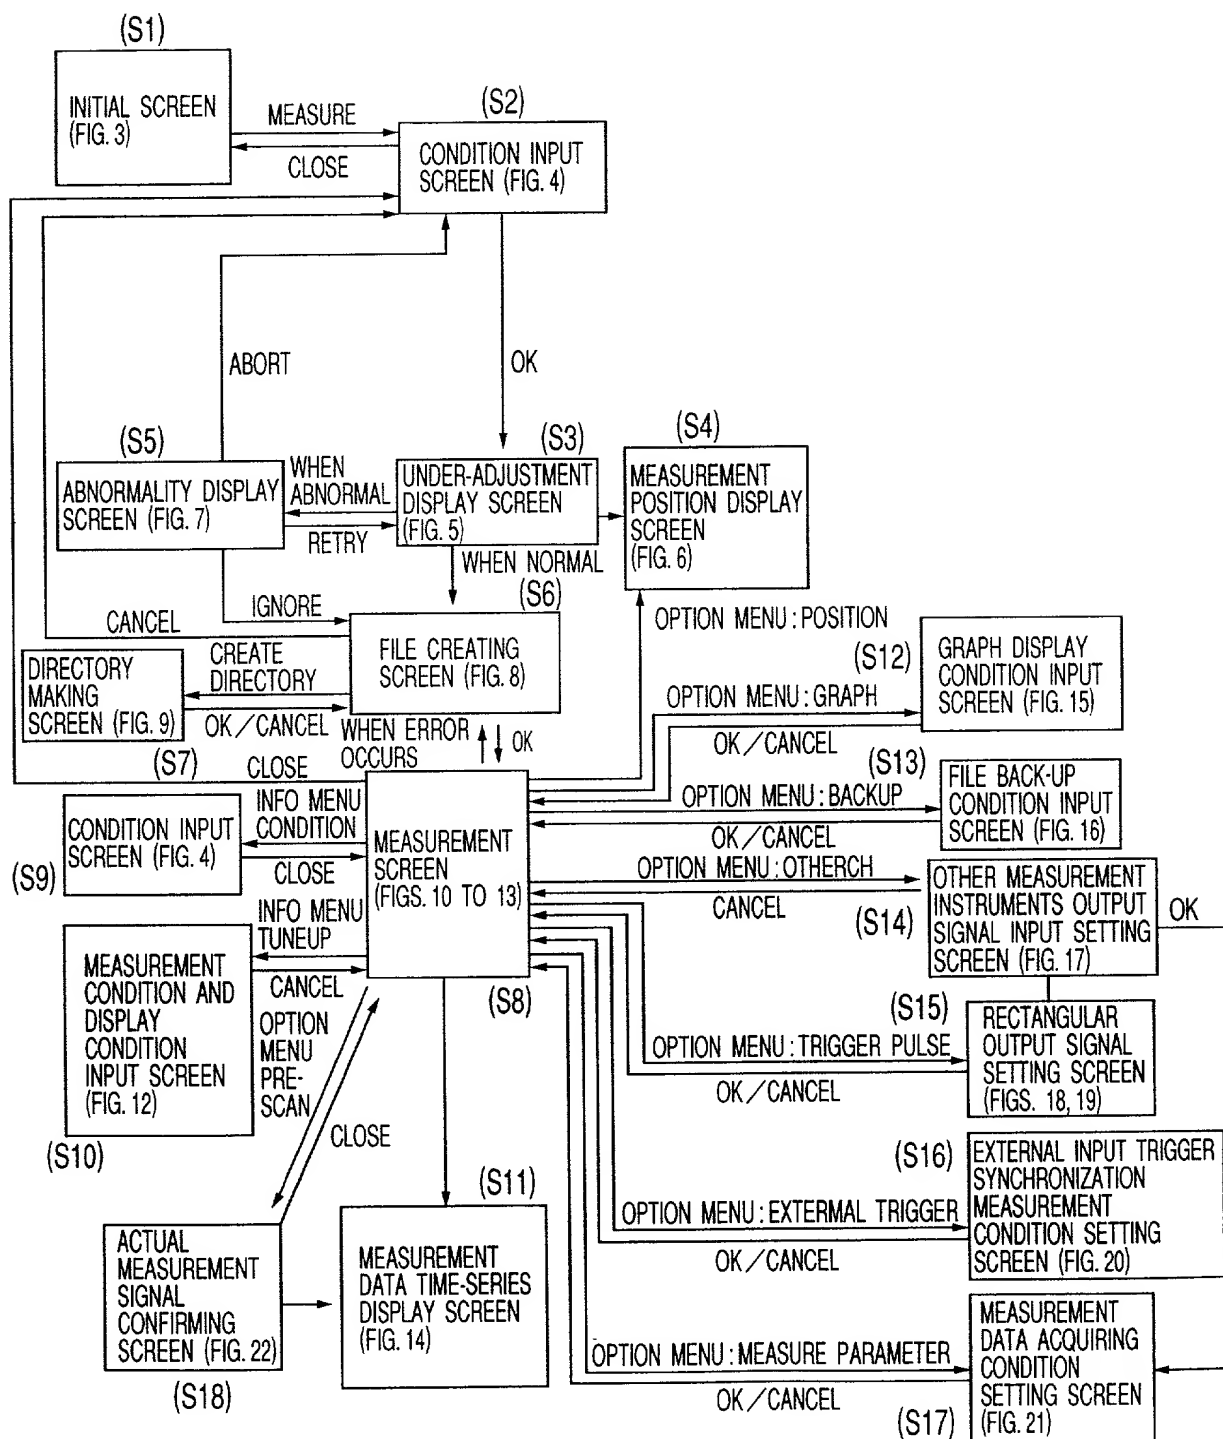 (S1)
INITIAL SCREEN
(FIG. 3)
MEASURE
CLOSE
(S2)
CONDITION INPUT
SCREEN (FIG. 4)
ABORT
OK
(S5)
ABNORMALITY DISPLAY
SCREEN (FIG. 7)
WHEN
ABNORMAL
RETRY
(S3)
UNDER-ADJUSTMENT
DISPLAY SCREEN
(FIG. 5)
(S4)
MEASUREMENT
POSITION DISPLAY
SCREEN
(FIG. 6)
WHEN NORMAL
IGNORE
CANCEL
(S6)
FILE CREATING
SCREEN (FIG. 8)
OPTION MENU : POSITION
DIRECTORY
MAKING
SCREEN (FIG. 9)
(S7)
CREATE
DIRECTORY
OK/CANCEL
WHEN ERROR
OCCURS
OK
(S12)
GRAPH DISPLAY
CONDITION INPUT
SCREEN (FIG. 15)
OPTION MENU : GRAPH
OK/CANCEL
CLOSE
(S13)
FILE BACK-UP
CONDITION INPUT
SCREEN (FIG. 16)
OPTION MENU : BACKUP
OK/CANCEL
CONDITION INPUT
SCREEN (FIG. 4)
(S9)
INFO MENU
CONDITION
CLOSE
MEASUREMENT
SCREEN
(FIGS. 10 TO 13)
(S8)
OPTION MENU : OTHERCH
CANCEL
(S14)
OTHER MEASUREMENT
INSTRUMENTS OUTPUT
SIGNAL INPUT SETTING
SCREEN (FIG. 17)
OK
INFO MENU
TUNEUP
CANCEL
MEASUREMENT
CONDITION AND
DISPLAY
CONDITION
INPUT SCREEN
(FIG. 12)
(S10)
OPTION
MENU
PRE-
SCAN
CLOSE
(S15)
RECTANGULAR
OUTPUT SIGNAL
SETTING SCREEN
(FIGS. 18, 19)
OPTION MENU : TRIGGER PULSE
OK/CANCEL
(S16)
EXTERNAL INPUT TRIGGER
SYNCHRONIZATION
MEASUREMENT
CONDITION SETTING
SCREEN (FIG. 20)
OPTION MENU : EXTERMAL TRIGGER
OK/CANCEL
(S11)
MEASUREMENT
DATA TIME-SERIES
DISPLAY SCREEN
(FIG. 14)
ACTUAL
MEASUREMENT
SIGNAL
CONFIRMING
SCREEN (FIG. 22)
(S18)
OPTION MENU : MEASURE PARAMETER
OK/CANCEL
(S17)
MEASUREMENT
DATA ACQUIRING
CONDITION
SETTING SCREEN
(FIG. 21)